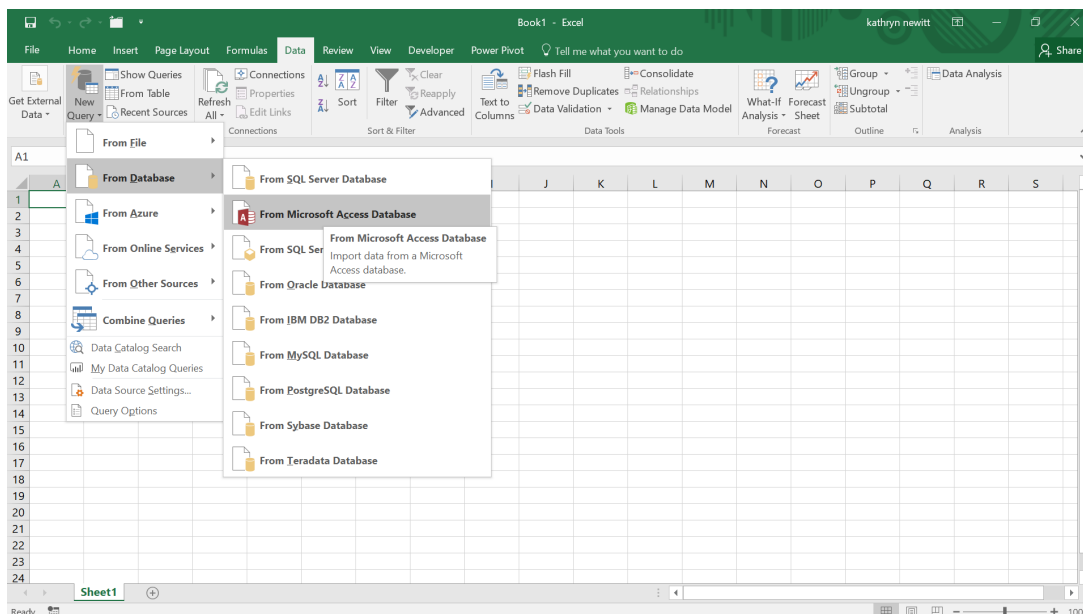 Book1 - Excel
kathryn newitt
File Home Insert Page Layout Formulas Data Review View Developer Power Pivot Tell me what you want to do Share
Get External Data
New Query
Show Queries
From Table
Recent Sources
Refresh All
Connections
Properties
Edit Links
Connections
Sort
Filter
Clear
Reapply
Advanced
Sort & Filter
Text to Columns
Flash Fill
Remove Duplicates
Data Validation
Consolidate
Relationships
Manage Data Model
Data Tools
What-If Analysis
Forecast Sheet
Forecast
Group
Ungroup
Subtotal
Outline
Data Analysis
Analysis
A1
From File
From Database
From Azure
From Online Services
From Other Sources
Combine Queries
Data Catalog Search
My Data Catalog Queries
Data Source Settings...
Query Options
From SQL Server Database
From Microsoft Access Database
From SQL Ser
From Microsoft Access Database
Import data from a Microsoft
Access database.
From Oracle Database
From IBM DB2 Database
From MySQL Database
From PostgreSQL Database
From Sybase Database
From Teradata Database
A I J K L M N O P Q R S
1
2
3
4
5
6
7
8
9
10
11
12
13
14
15
16
17
18
19
20
21
22
23
24
Sheet1
Ready
100